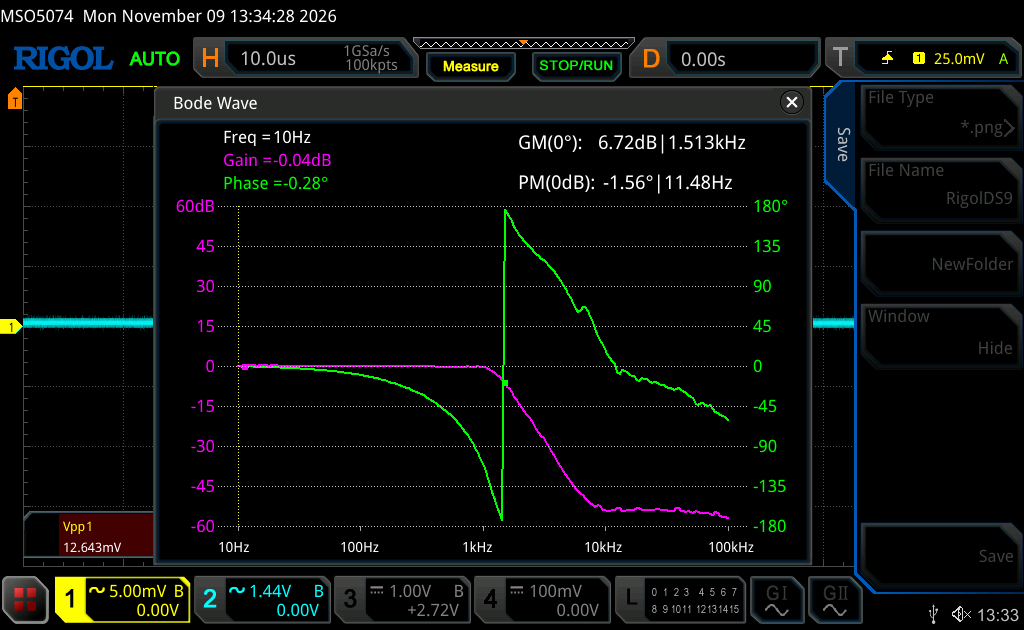 MSO5074 Mon November 09 13:34:28 2026
RIGOL AUTO H 10.0us 1GSa/s 100kpts Measure STOP/RUN D 0.00s T 1 25.0mV A
T
Bode Wave
Freq =10Hz
Gain =-0.04dB
Phase =-0.28°
GM(0°): 6.72dB|1.513kHz
PM(0dB): -1.56°|11.48Hz
60dB 180°
45 135
30 90
15 45
0 0
-15 -45
-30 -90
-45 -135
-60 -180
10Hz 100Hz 1kHz 10kHz 100kHz
1
Vpp1
12.643mV
Save
File Type
*.png
File Name
RigolDS9
NewFolder
Window
Hide
Save
1 5.00mV B 0.00V
2 1.44V B 0.00V
3 1.00V B +2.72V
4 100mV 0.00V
L 0 1 2 3 4 5 6 7
8 9 10 11 12 13 14 15
GI
GII
13:33